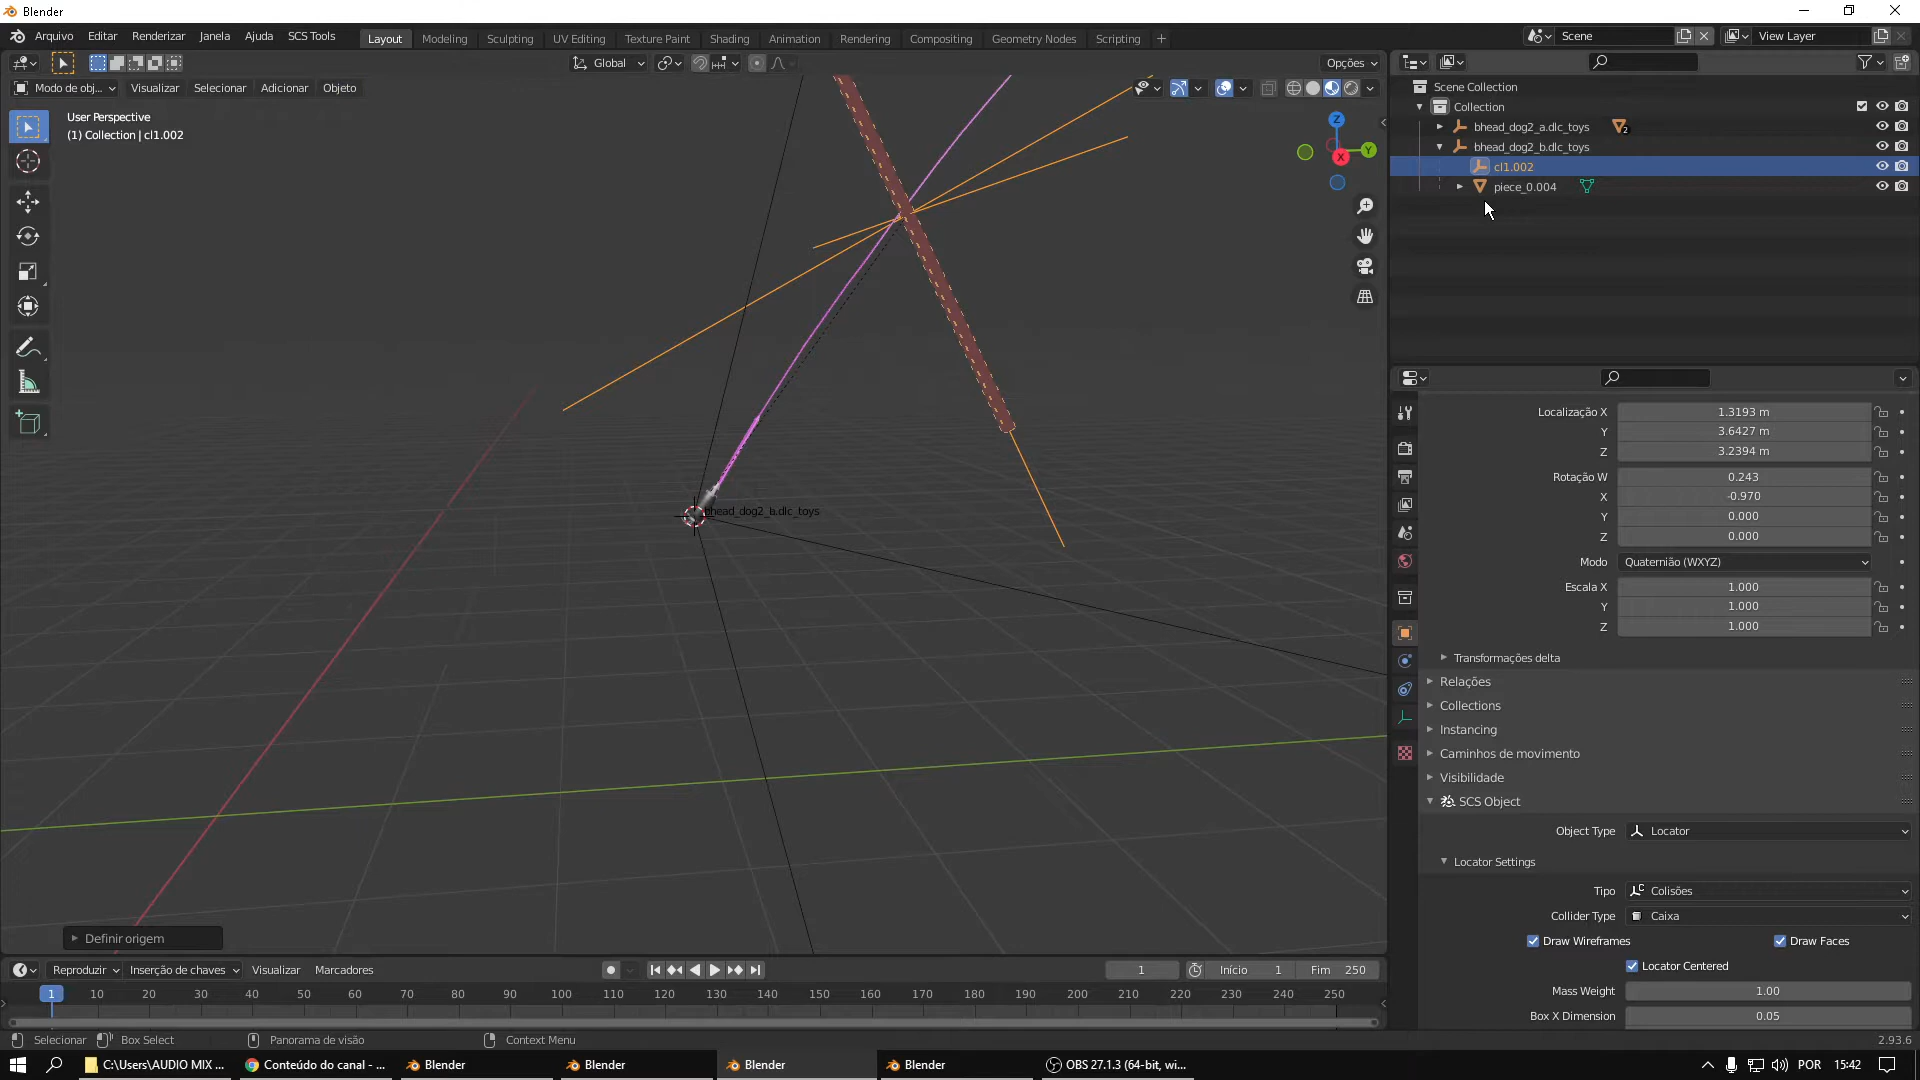 Blender
Arquivo Editar Renderizar Janela Ajuda SCS Tools Layout Modeling Sculpting UV Editing Texture Paint Shading Animation Rendering Compositing Geometry Nodes Scripting + Scene View Layer
Global Opções
Modo de obj... Visualizar Selecionar Adicionar Objeto
User Perspective
(1) Collection | cl1.002
Z
Y
X
bhead_dog2_b.dlc_toys
Definir origem
Scene Collection
Collection
bhead_dog2_a.dlc_toys 2
bhead_dog2_b.dlc_toys
cl1.002
piece_0.004
Localização X 1.3193 m
Y 3.6427 m
Z 3.2394 m
Rotação W 0.243
X -0.970
Y 0.000
Z 0.000
Modo Quaternião (WXYZ)
Escala X 1.000
Y 1.000
Z 1.000
Transformações delta
Relações
Collections
Instancing
Caminhos de movimento
Visibilidade
SCS Object
Object Type Locator
Locator Settings
Tipo Colisões
Collider Type Caixa
Draw Wireframes Draw Faces
Locator Centered
Mass Weight 1.00
Box X Dimension 0.05
Reproduzir Inserção de chaves Visualizar Marcadores 1 Início 1 Fim 250
1 10 20 30 40 50 60 70 80 90 100 110 120 130 140 150 160 170 180 190 200 210 220 230 240 250
Selecionar Box Select Panorama de visão Context Menu 2.93.6
C:\Users\AUDIO MIX ... Conteúdo do canal - ... Blender Blender Blender Blender OBS 27.1.3 (64-bit, wi... POR 15:42